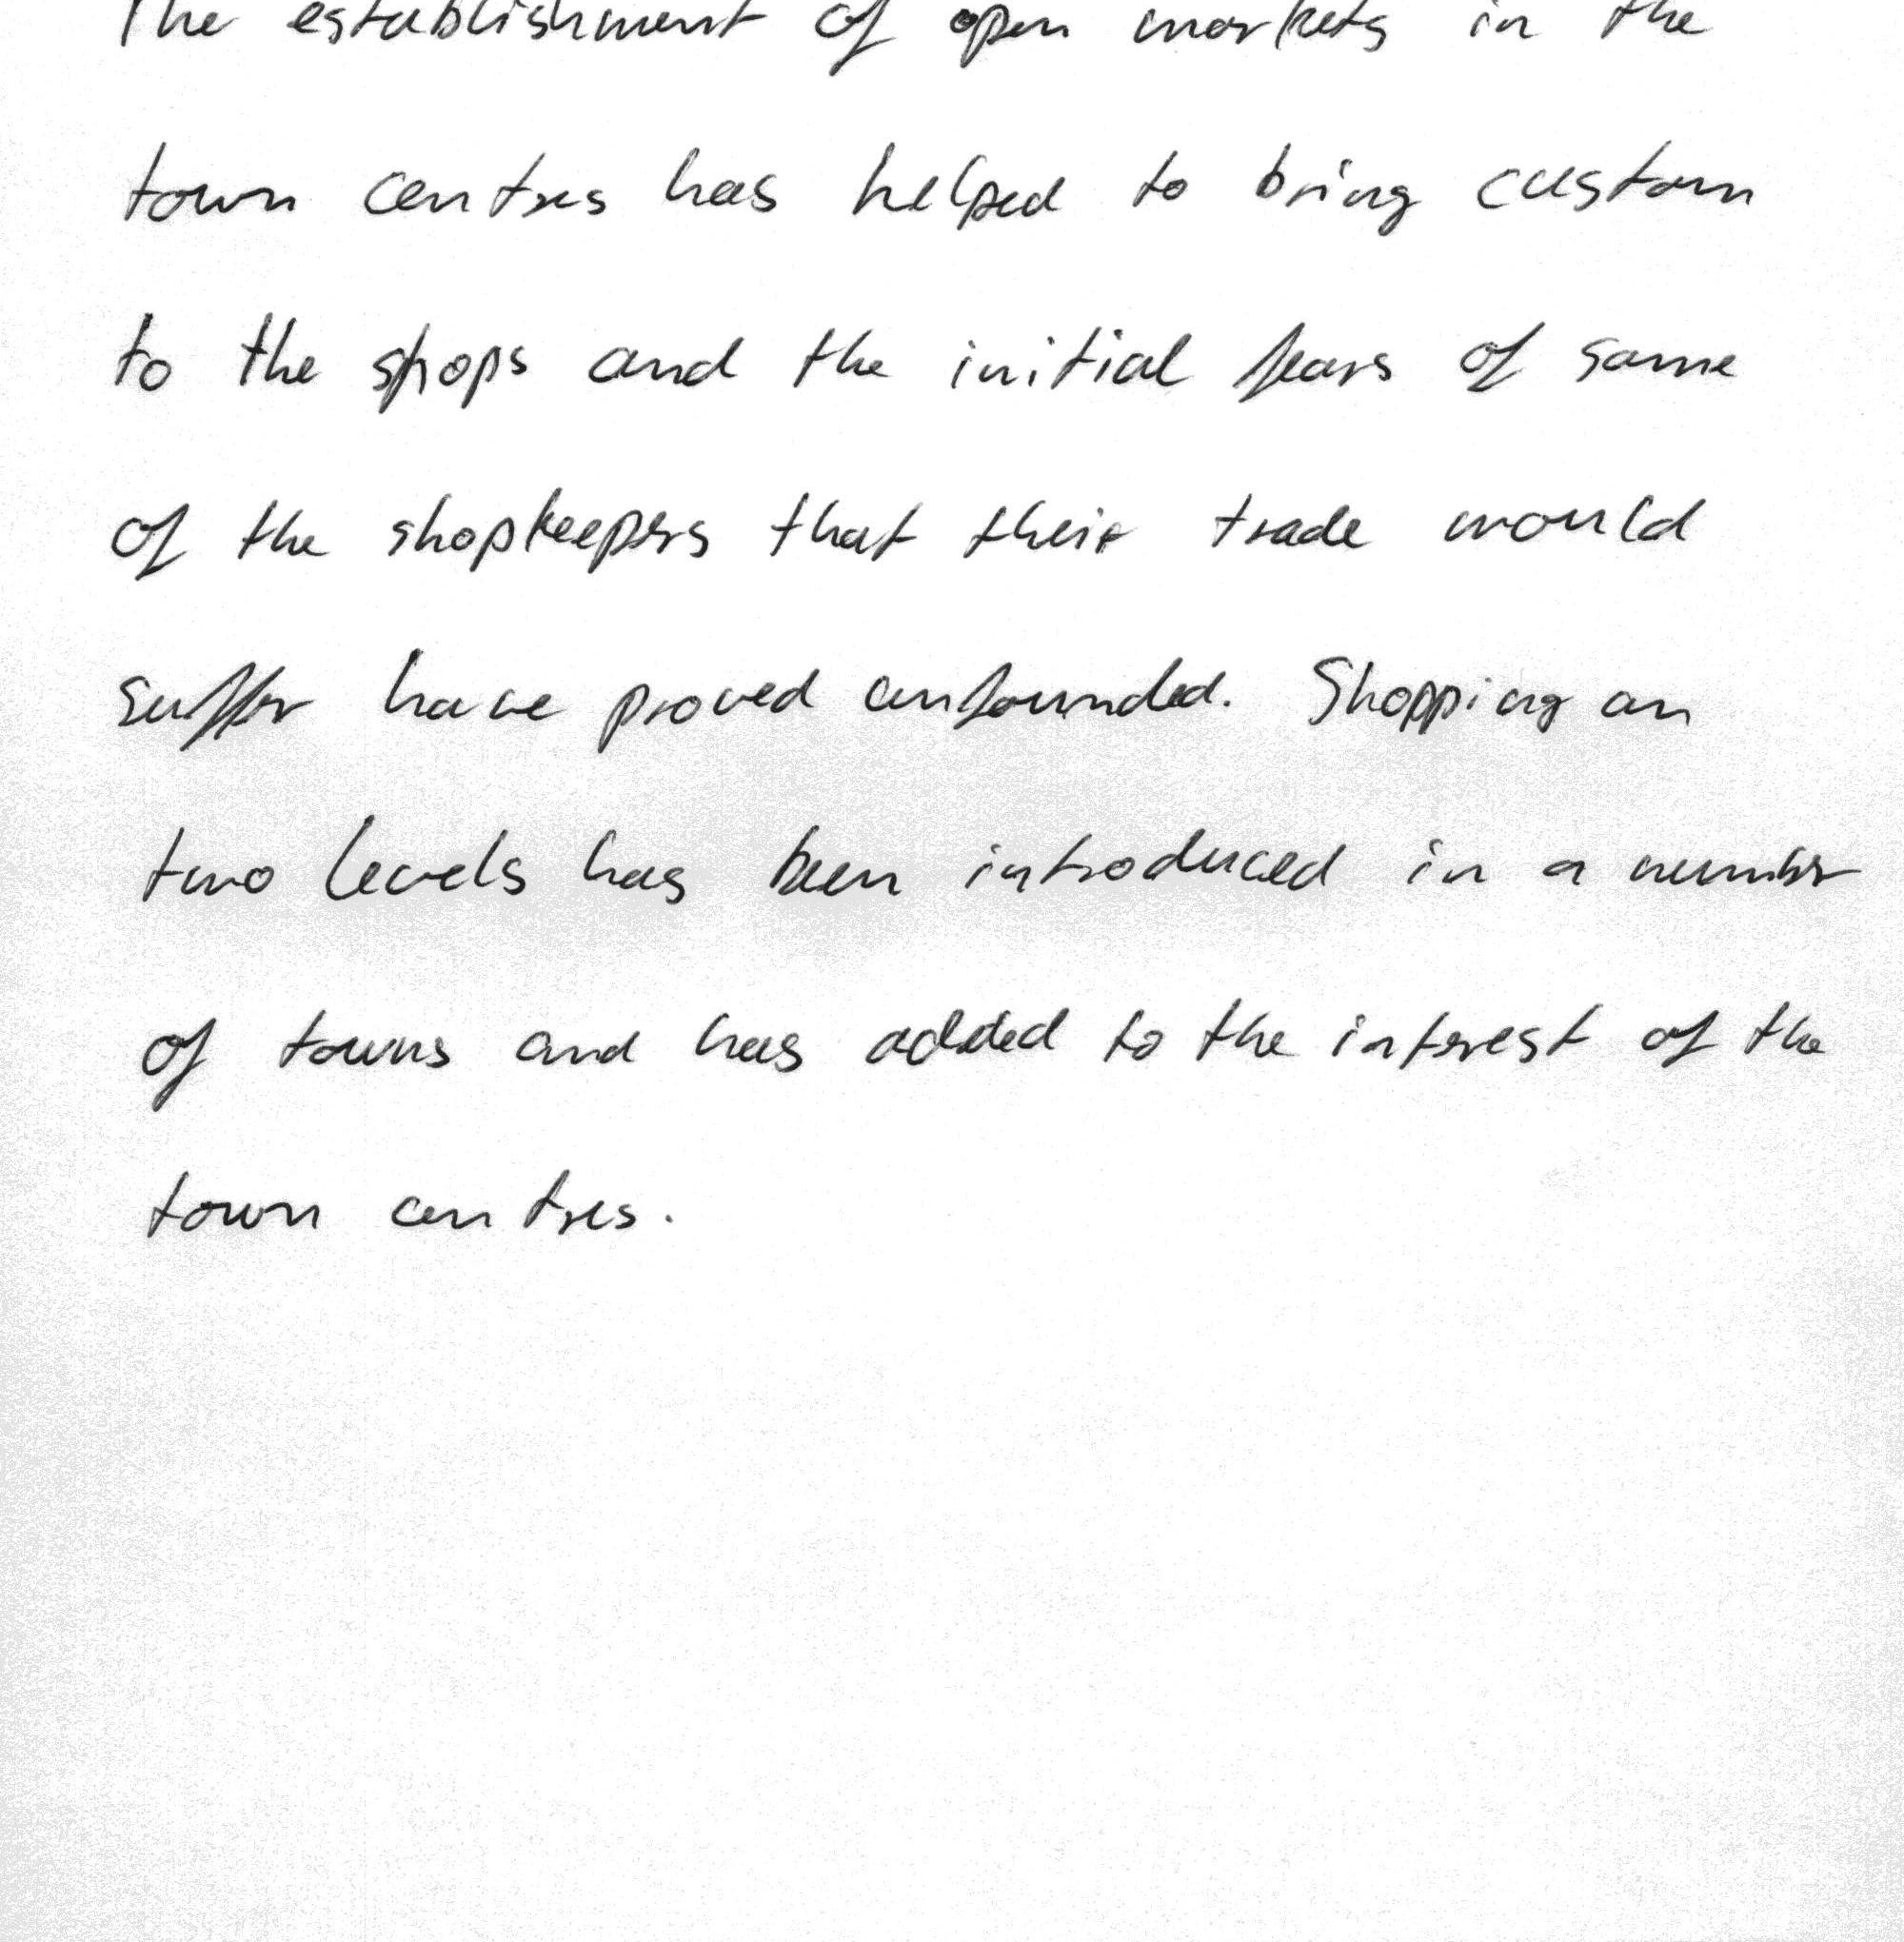 The establishment of open markets in the
town centres has helped to bring custom
to the shops and the initial fears of some
of the shopkeepers that their trade would
suffer have proved unfounded. Shopping on
two levels has been introduced in a number
of towns and has added to the interest of the
town centres.